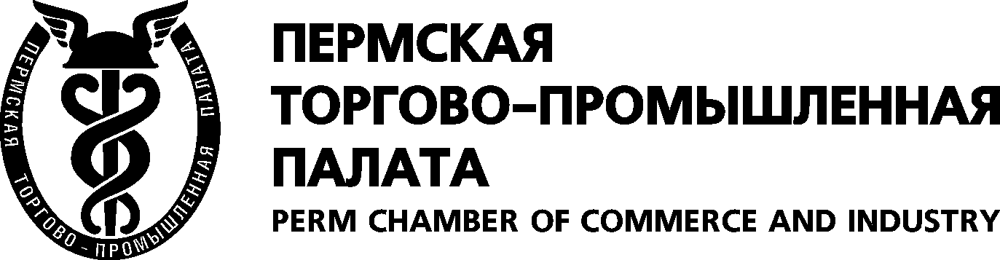 ПЕРМСКАЯ ТОРГОВО-ПРОМЫШЛЕННАЯ ПАЛАТА
ПЕРМСКАЯ
ТОРГОВО-ПРОМЫШЛЕННАЯ
ПАЛАТА
PERM CHAMBER OF COMMERCE AND INDUSTRY